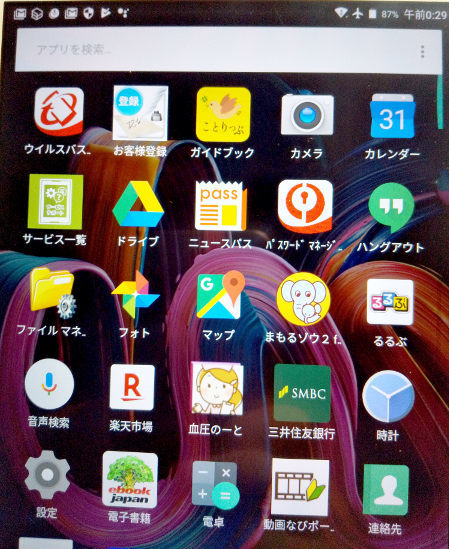 87% 午前0:29
アプリを検索…
登録
ことりっぷ
31
ウイルスバス..
お客様登録
ガイドブック
カメラ
カレンダー
pass
サービス一覧
ドライブ
ニュースパス
パスワードマネージ..
ハングアウト
G
るるぶ
ファイル マネ..
フォト
マップ
まもるゾウ2 f..
るるぶ
R
SMBC
音声検索
楽天市場
血圧のーと
三井住友銀行
時計
ebook
japan
設定
電子書籍
電卓
動画なびポー..
連絡先